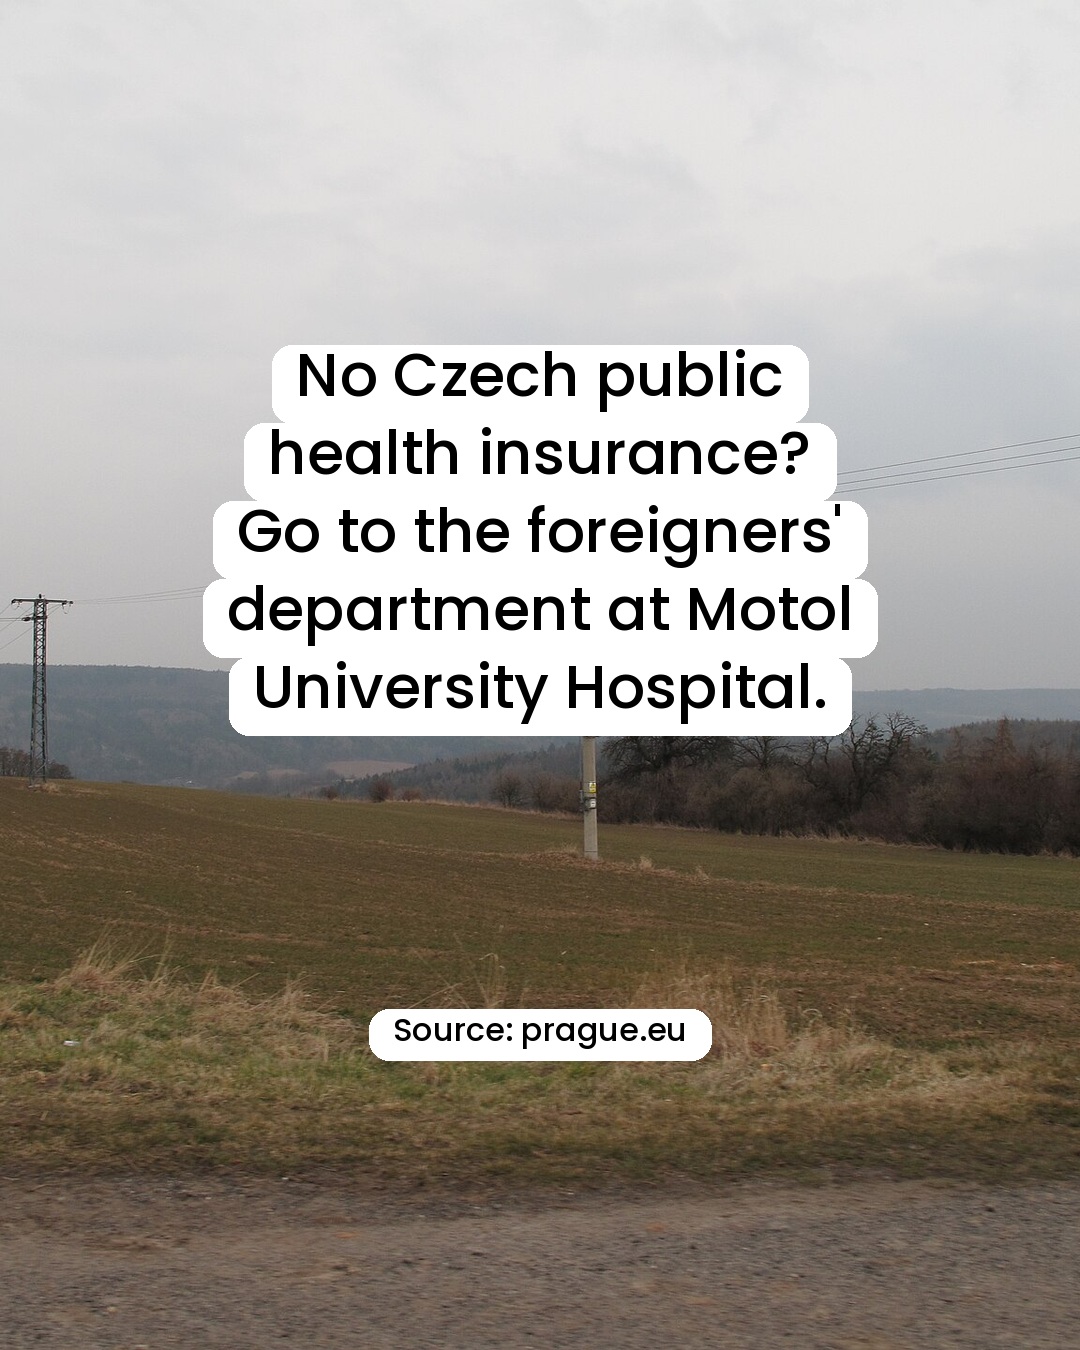 No Czech public
health insurance?
Go to the foreigners'
department at Motol
University Hospital.
Source: prague.eu